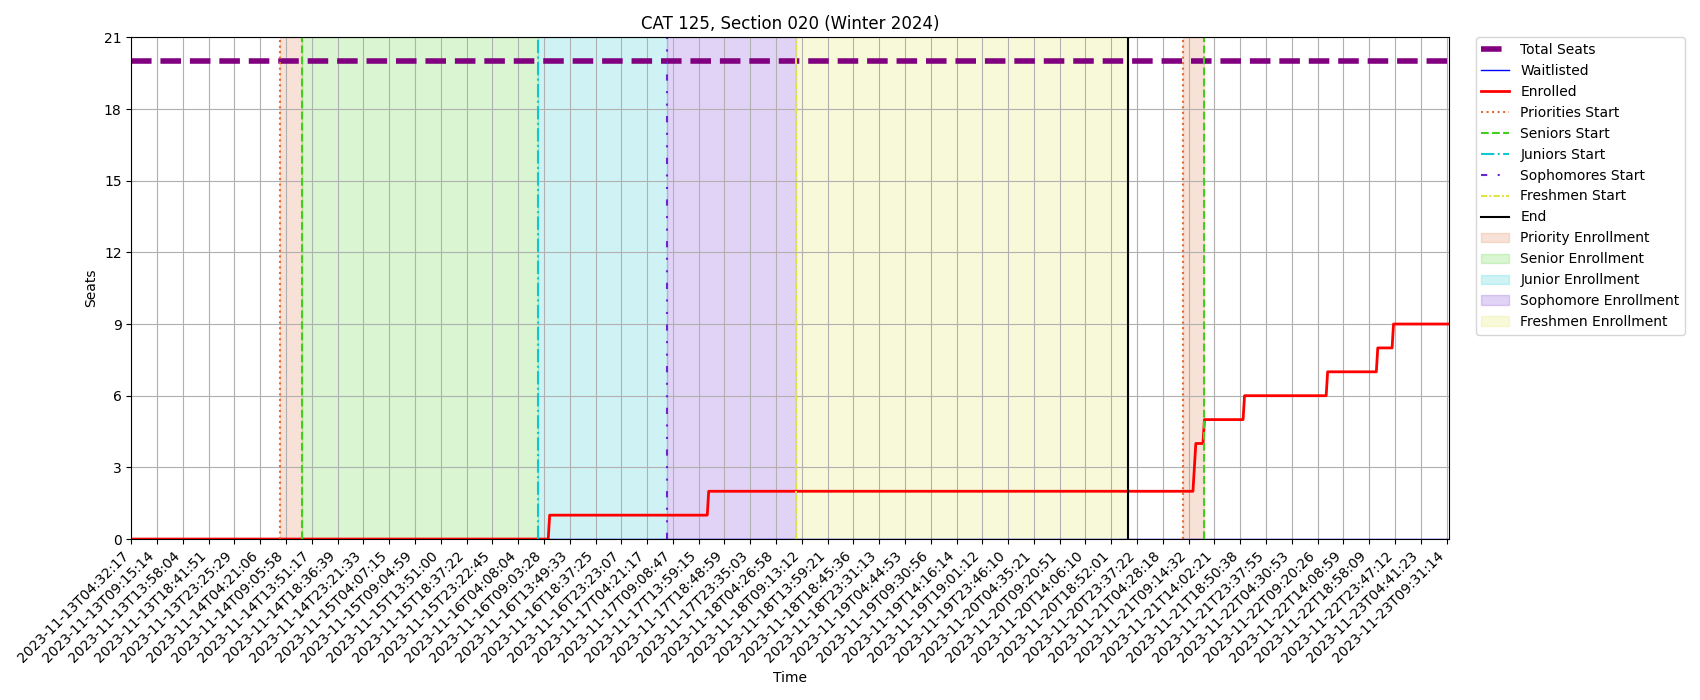 CAT 125, Section 020 (Winter 2024)
21
18
15
12
9
6
3
0
Seats
2023-11-13T04:32:17
2023-11-13T09:15:14
2023-11-13T13:58:04
2023-11-13T18:41:51
2023-11-13T23:25:29
2023-11-14T04:21:06
2023-11-14T09:05:58
2023-11-14T13:51:17
2023-11-14T18:36:39
2023-11-14T23:21:33
2023-11-15T04:07:15
2023-11-15T09:04:59
2023-11-15T13:51:00
2023-11-15T18:37:22
2023-11-15T23:22:45
2023-11-16T04:08:04
2023-11-16T09:03:28
2023-11-16T13:49:33
2023-11-16T18:37:25
2023-11-16T23:23:07
2023-11-17T04:21:17
2023-11-17T09:08:47
2023-11-17T13:59:15
2023-11-17T18:48:59
2023-11-17T23:35:03
2023-11-18T04:26:58
2023-11-18T09:13:12
2023-11-18T13:59:21
2023-11-18T18:45:36
2023-11-18T23:31:13
2023-11-19T04:44:53
2023-11-19T09:30:56
2023-11-19T14:16:14
2023-11-19T19:01:12
2023-11-19T23:46:10
2023-11-20T04:35:21
2023-11-20T09:20:51
2023-11-20T14:06:10
2023-11-20T18:52:01
2023-11-20T23:37:22
2023-11-21T04:28:18
2023-11-21T09:14:32
2023-11-21T14:02:21
2023-11-21T18:50:38
2023-11-21T23:37:55
2023-11-22T04:30:53
2023-11-22T09:20:26
2023-11-22T14:08:59
2023-11-22T18:58:09
2023-11-22T23:47:12
2023-11-23T04:41:23
2023-11-23T09:31:14
Time
Total Seats
Waitlisted
Enrolled
Priorities Start
Seniors Start
Juniors Start
Sophomores Start
Freshmen Start
End
Priority Enrollment
Senior Enrollment
Junior Enrollment
Sophomore Enrollment
Freshmen Enrollment